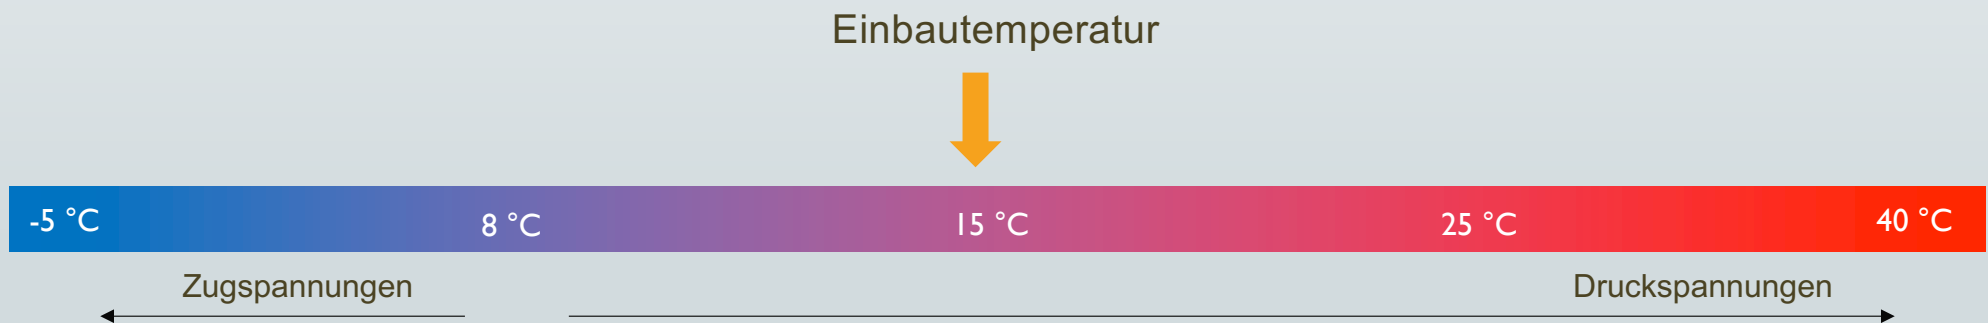 Einbautemperatur
-5 °C 8 °C 15 °C 25 °C 40 °C
Zugspannungen Druckspannungen